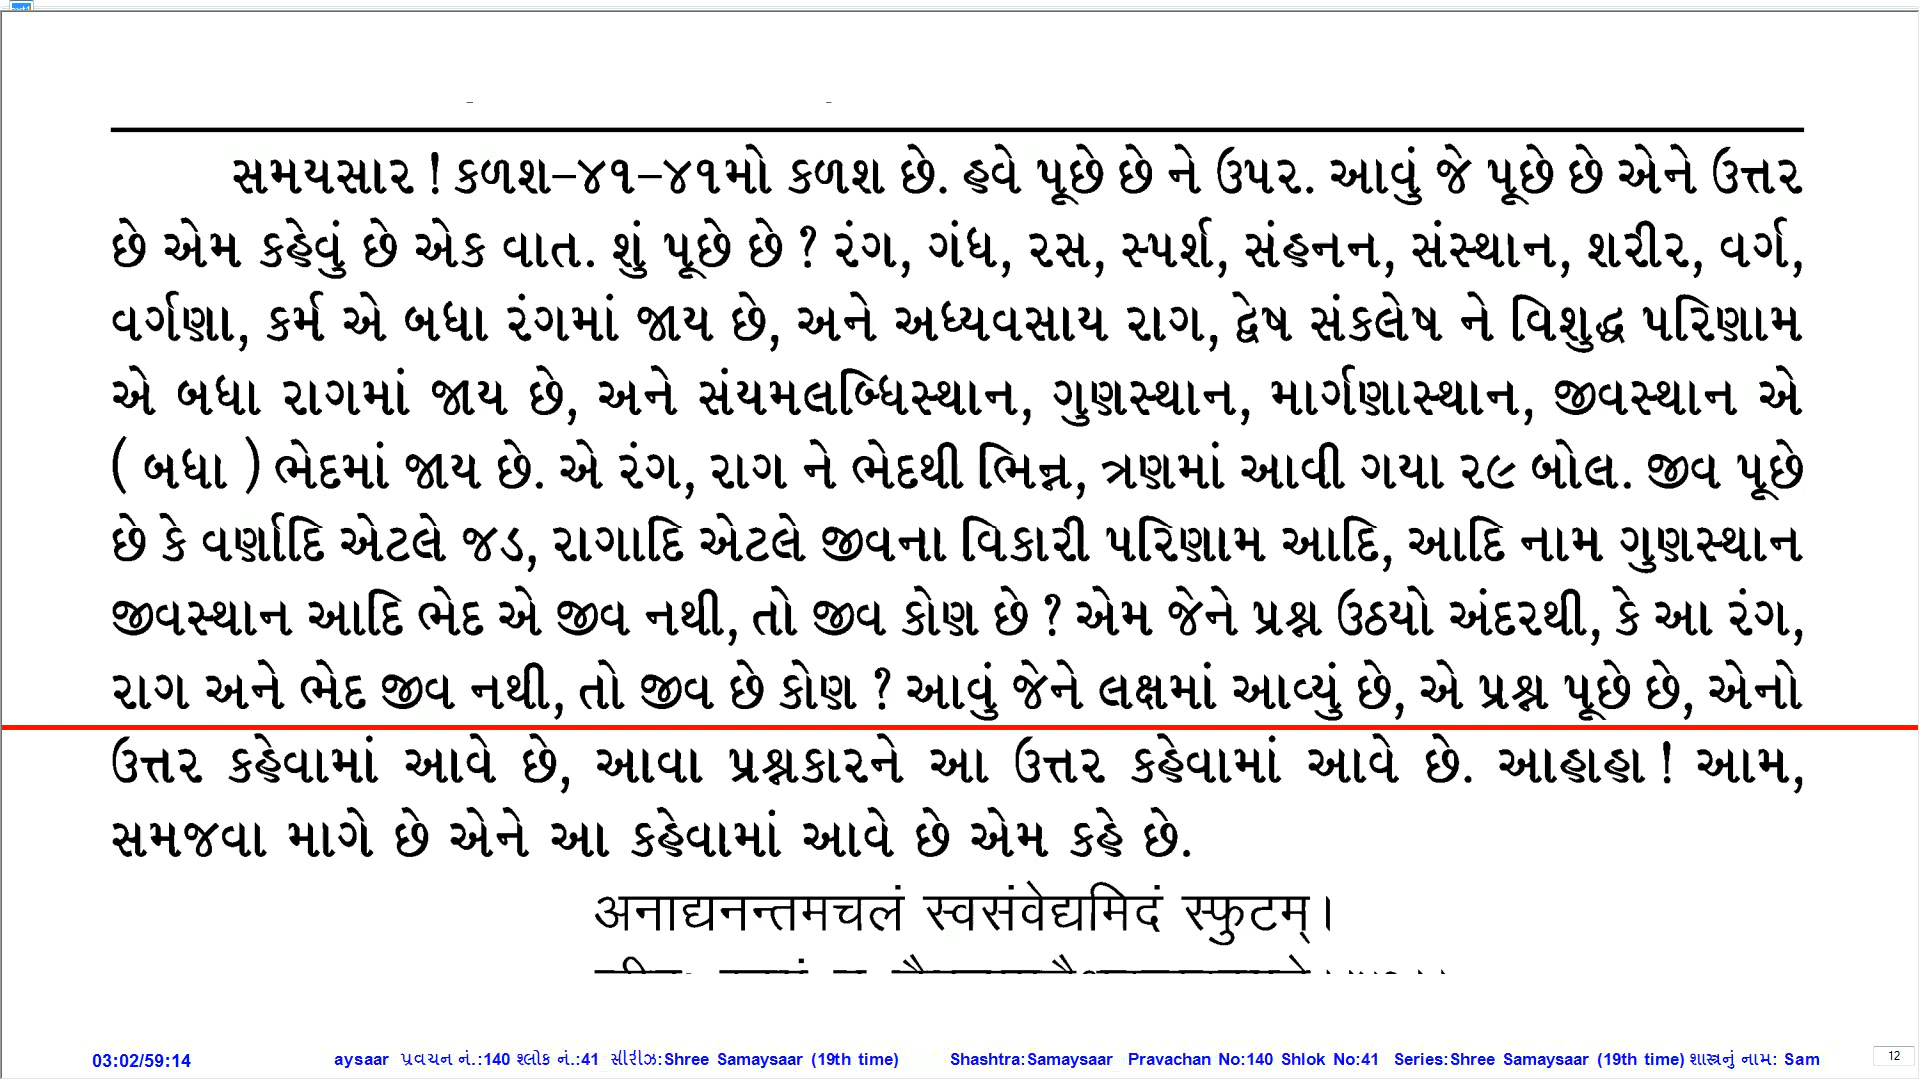 સમયસાર ! કળશ–૪૧–૪૧મો કળશ છે. હવે પૂછે છે ને ઉપર. આવું જે પૂછે છે એને ઉત્તર
છે એમ કહેવું છે એક વાત. શું પૂછે છે ? રંગ, ગંધ, રસ, સ્પર્શ, સંહનન, સંસ્થાન, શરીર, વર્ગ,
વર્ગણા, કર્મ એ બધા રંગમાં જાય છે, અને અધ્યવસાય રાગ, દ્વેષ સંકલેષ ને વિશુદ્ધ પરિણામ
એ બધા રાગમાં જાય છે, અને સંયમલબ્ધિસ્થાન, ગુણસ્થાન, માર્ગણાસ્થાન, જીવસ્થાન એ
( બધા ) ભેદમાં જાય છે. એ રંગ, રાગ ને ભેદથી ભિન્ન, ત્રણમાં આવી ગયા ૨૯ બોલ. જીવ પૂછે
છે કે વર્ણાદિ એટલે જડ, રાગાદિ એટલે જીવના વિકારી પરિણામ આદિ, આદિ નામ ગુણસ્થાન
જીવસ્થાન આદિ ભેદ એ જીવ નથી, તો જીવ કોણ છે ? એમ જેને પ્રશ્ન ઉઠયો અંદરથી, કે આ રંગ,
રાગ અને ભેદ જીવ નથી, તો જીવ છે કોણ ? આવું જેને લક્ષમાં આવ્યું છે, એ પ્રશ્ન પૂછે છે, એનો
ઉત્તર કહેવામાં આવે છે, આવા પ્રશ્નકારને આ ઉત્તર કહેવામાં આવે છે. આહાહા ! આમ,
સમજવા માગે છે એને આ કહેવામાં આવે છે એમ કહે છે.
अनाद्यनन्तमचलं स्वसंवेद्यमिदं स्फुटम्।
03:02/59:14 aysaar પ્રવચન નં.:140 શ્લોક નં.:41 સીરીઝ:Shree Samaysaar (19th time) Shashtra:Samaysaar Pravachan No:140 Shlok No:41 Series:Shree Samaysaar (19th time) શાસ્ત્રનું નામ: Sam 12